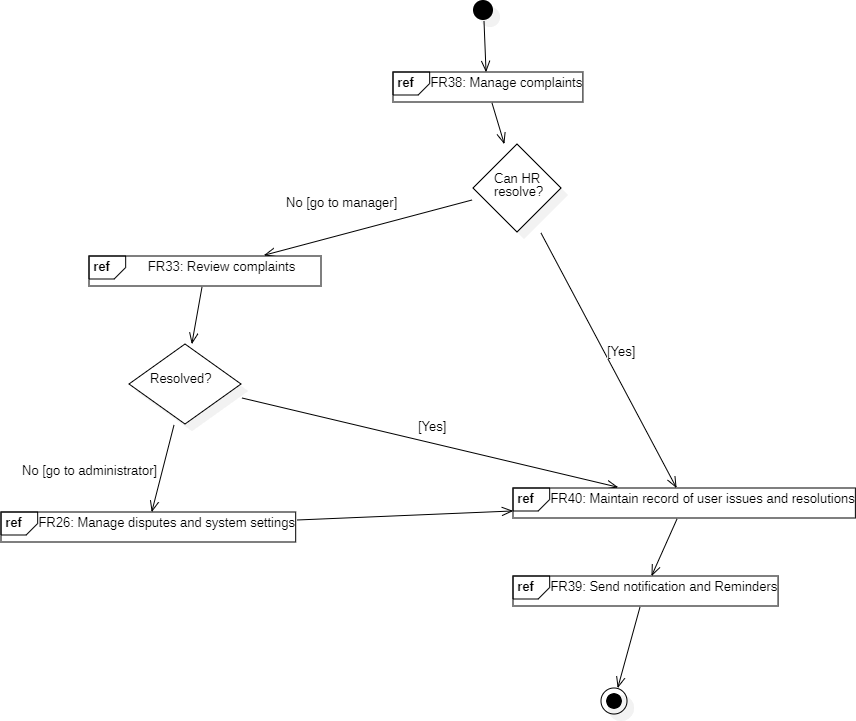 ref FR38: Manage complaints
Can HR
resolve?
No [go to manager]
ref FR33: Review complaints
[Yes]
Resolved?
[Yes]
No [go to administrator]
ref FR40: Maintain record of user issues and resolutions
ref FR26: Manage disputes and system settings
ref FR39: Send notification and Reminders